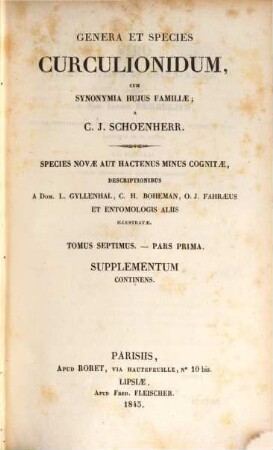 GENERA ET SPECIES
CURCULIONIDUM,
CUM
SYNONYMIA HUJUS FAMILIÆ;
A
C. J. SCHOENHERR.
SPECIES NOVÆ AUT HACTENUS MINUS COGNITÆ,
DESCRIPTIONIBUS
A Dom. L. GYLLENHAL, C. H. BOHEMAN, O. J. FAHRÆUS
ET ENTOMOLOGIS ALIIS
ILLUSTRATÆ.
TOMUS SEPTIMUS. — PARS PRIMA.
SUPPLEMENTUM
CONTINENS.
PARISIIS,
Apud RORET, VIA HAUTEFEUILLE, Nº 10 bis.
LIPSIÆ,
Apud Fred. FLEISCHER.
1843.